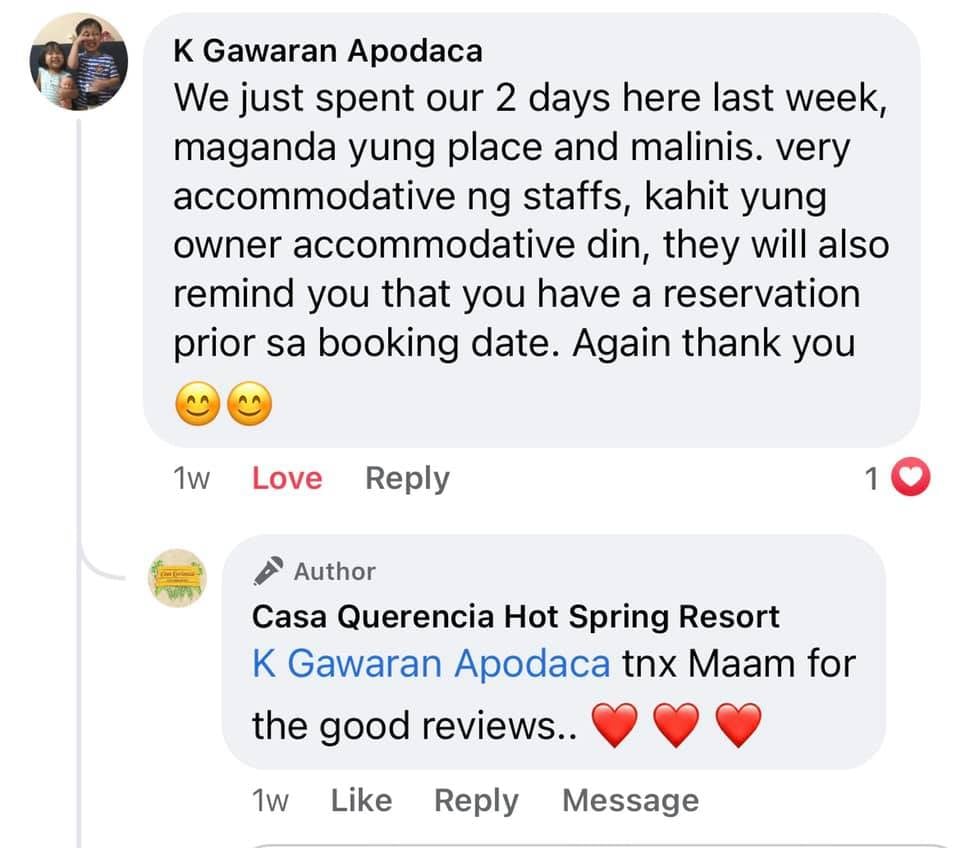 K Gawaran Apodaca
We just spent our 2 days here last week,
maganda yung place and malinis. very
accommodative ng staffs, kahit yung
owner accommodative din, they will also
remind you that you have a reservation
prior sa booking date. Again thank you
😊😊
1w Love Reply 1
Author
Casa Querencia Hot Spring Resort
K Gawaran Apodaca tnx Maam for
the good reviews.. ❤️ ❤️ ❤️
1w Like Reply Message